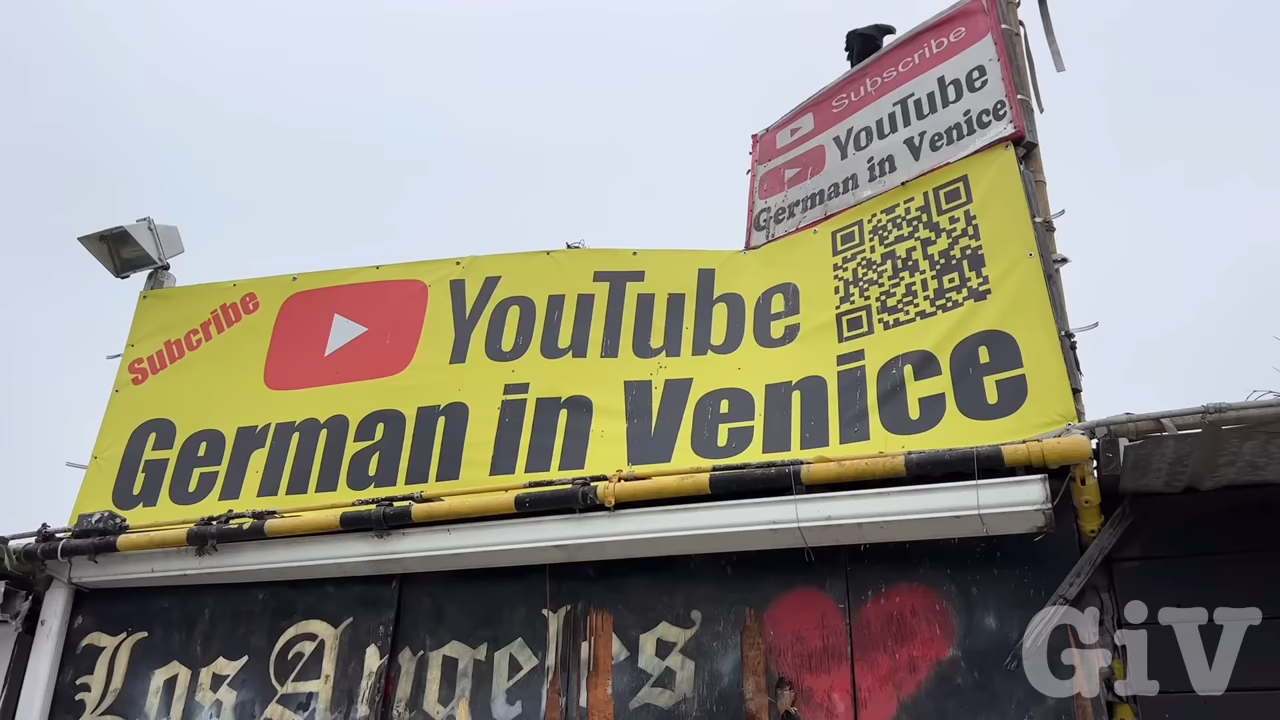 Subscribe
YouTube
German in Venice
Subcribe
YouTube
German in Venice
Los Angeles
GiV